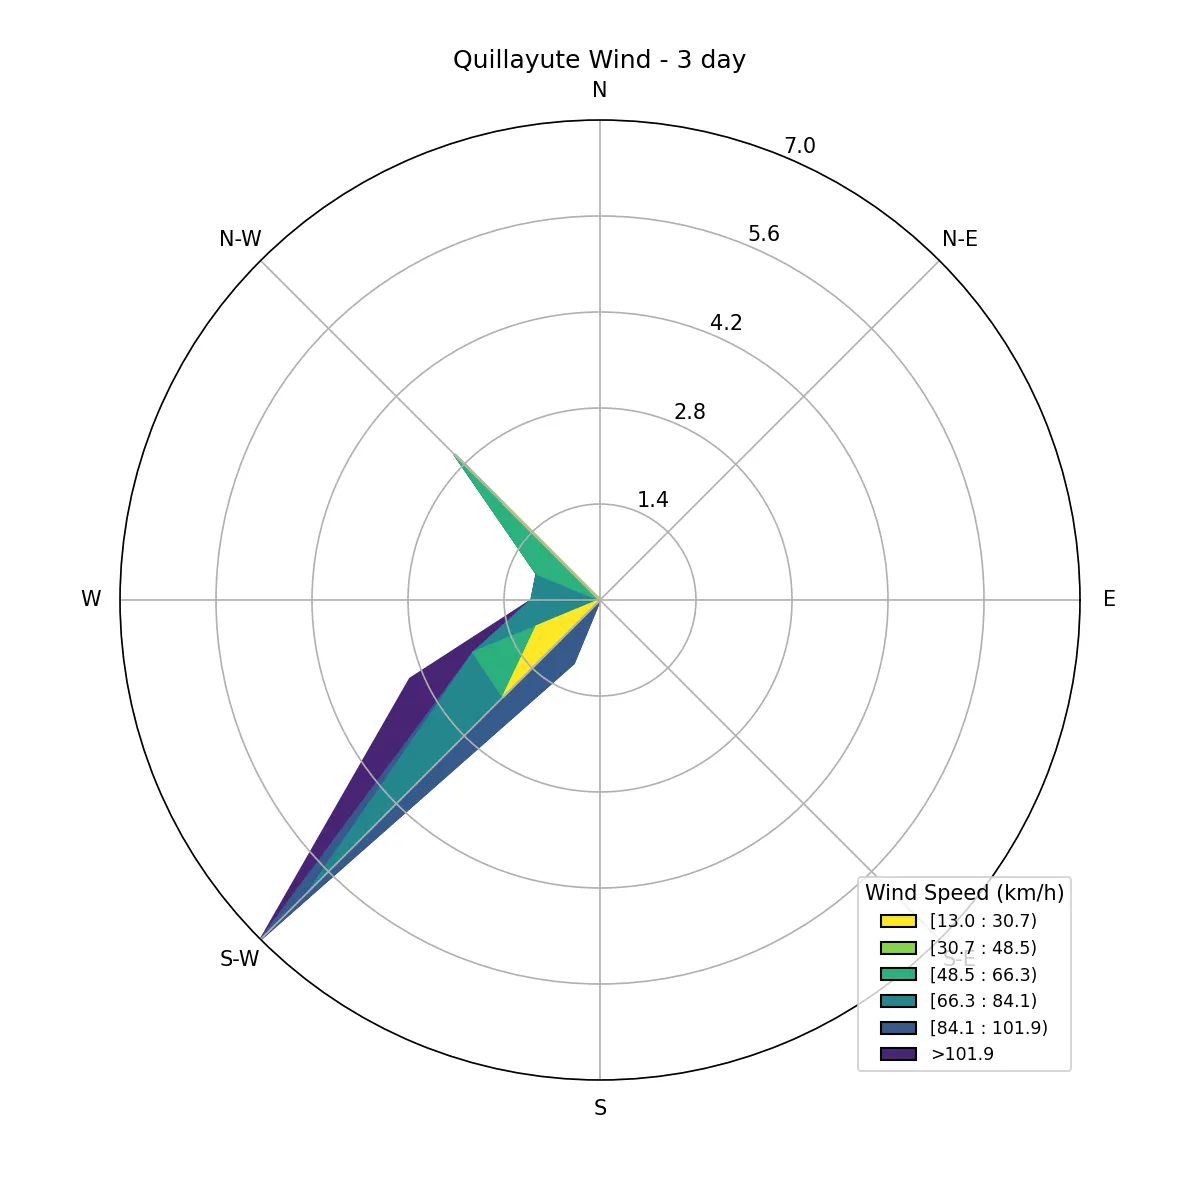 Quillayute Wind - 3 day
N
7.0
5.6
N-W
N-E
4.2
2.8
1.4
W
E
Wind Speed (km/h)
[13.0 : 30.7)
[30.7 : 48.5)
S-W
S-E
[48.5 : 66.3)
[66.3 : 84.1)
[84.1 : 101.9)
>101.9
S